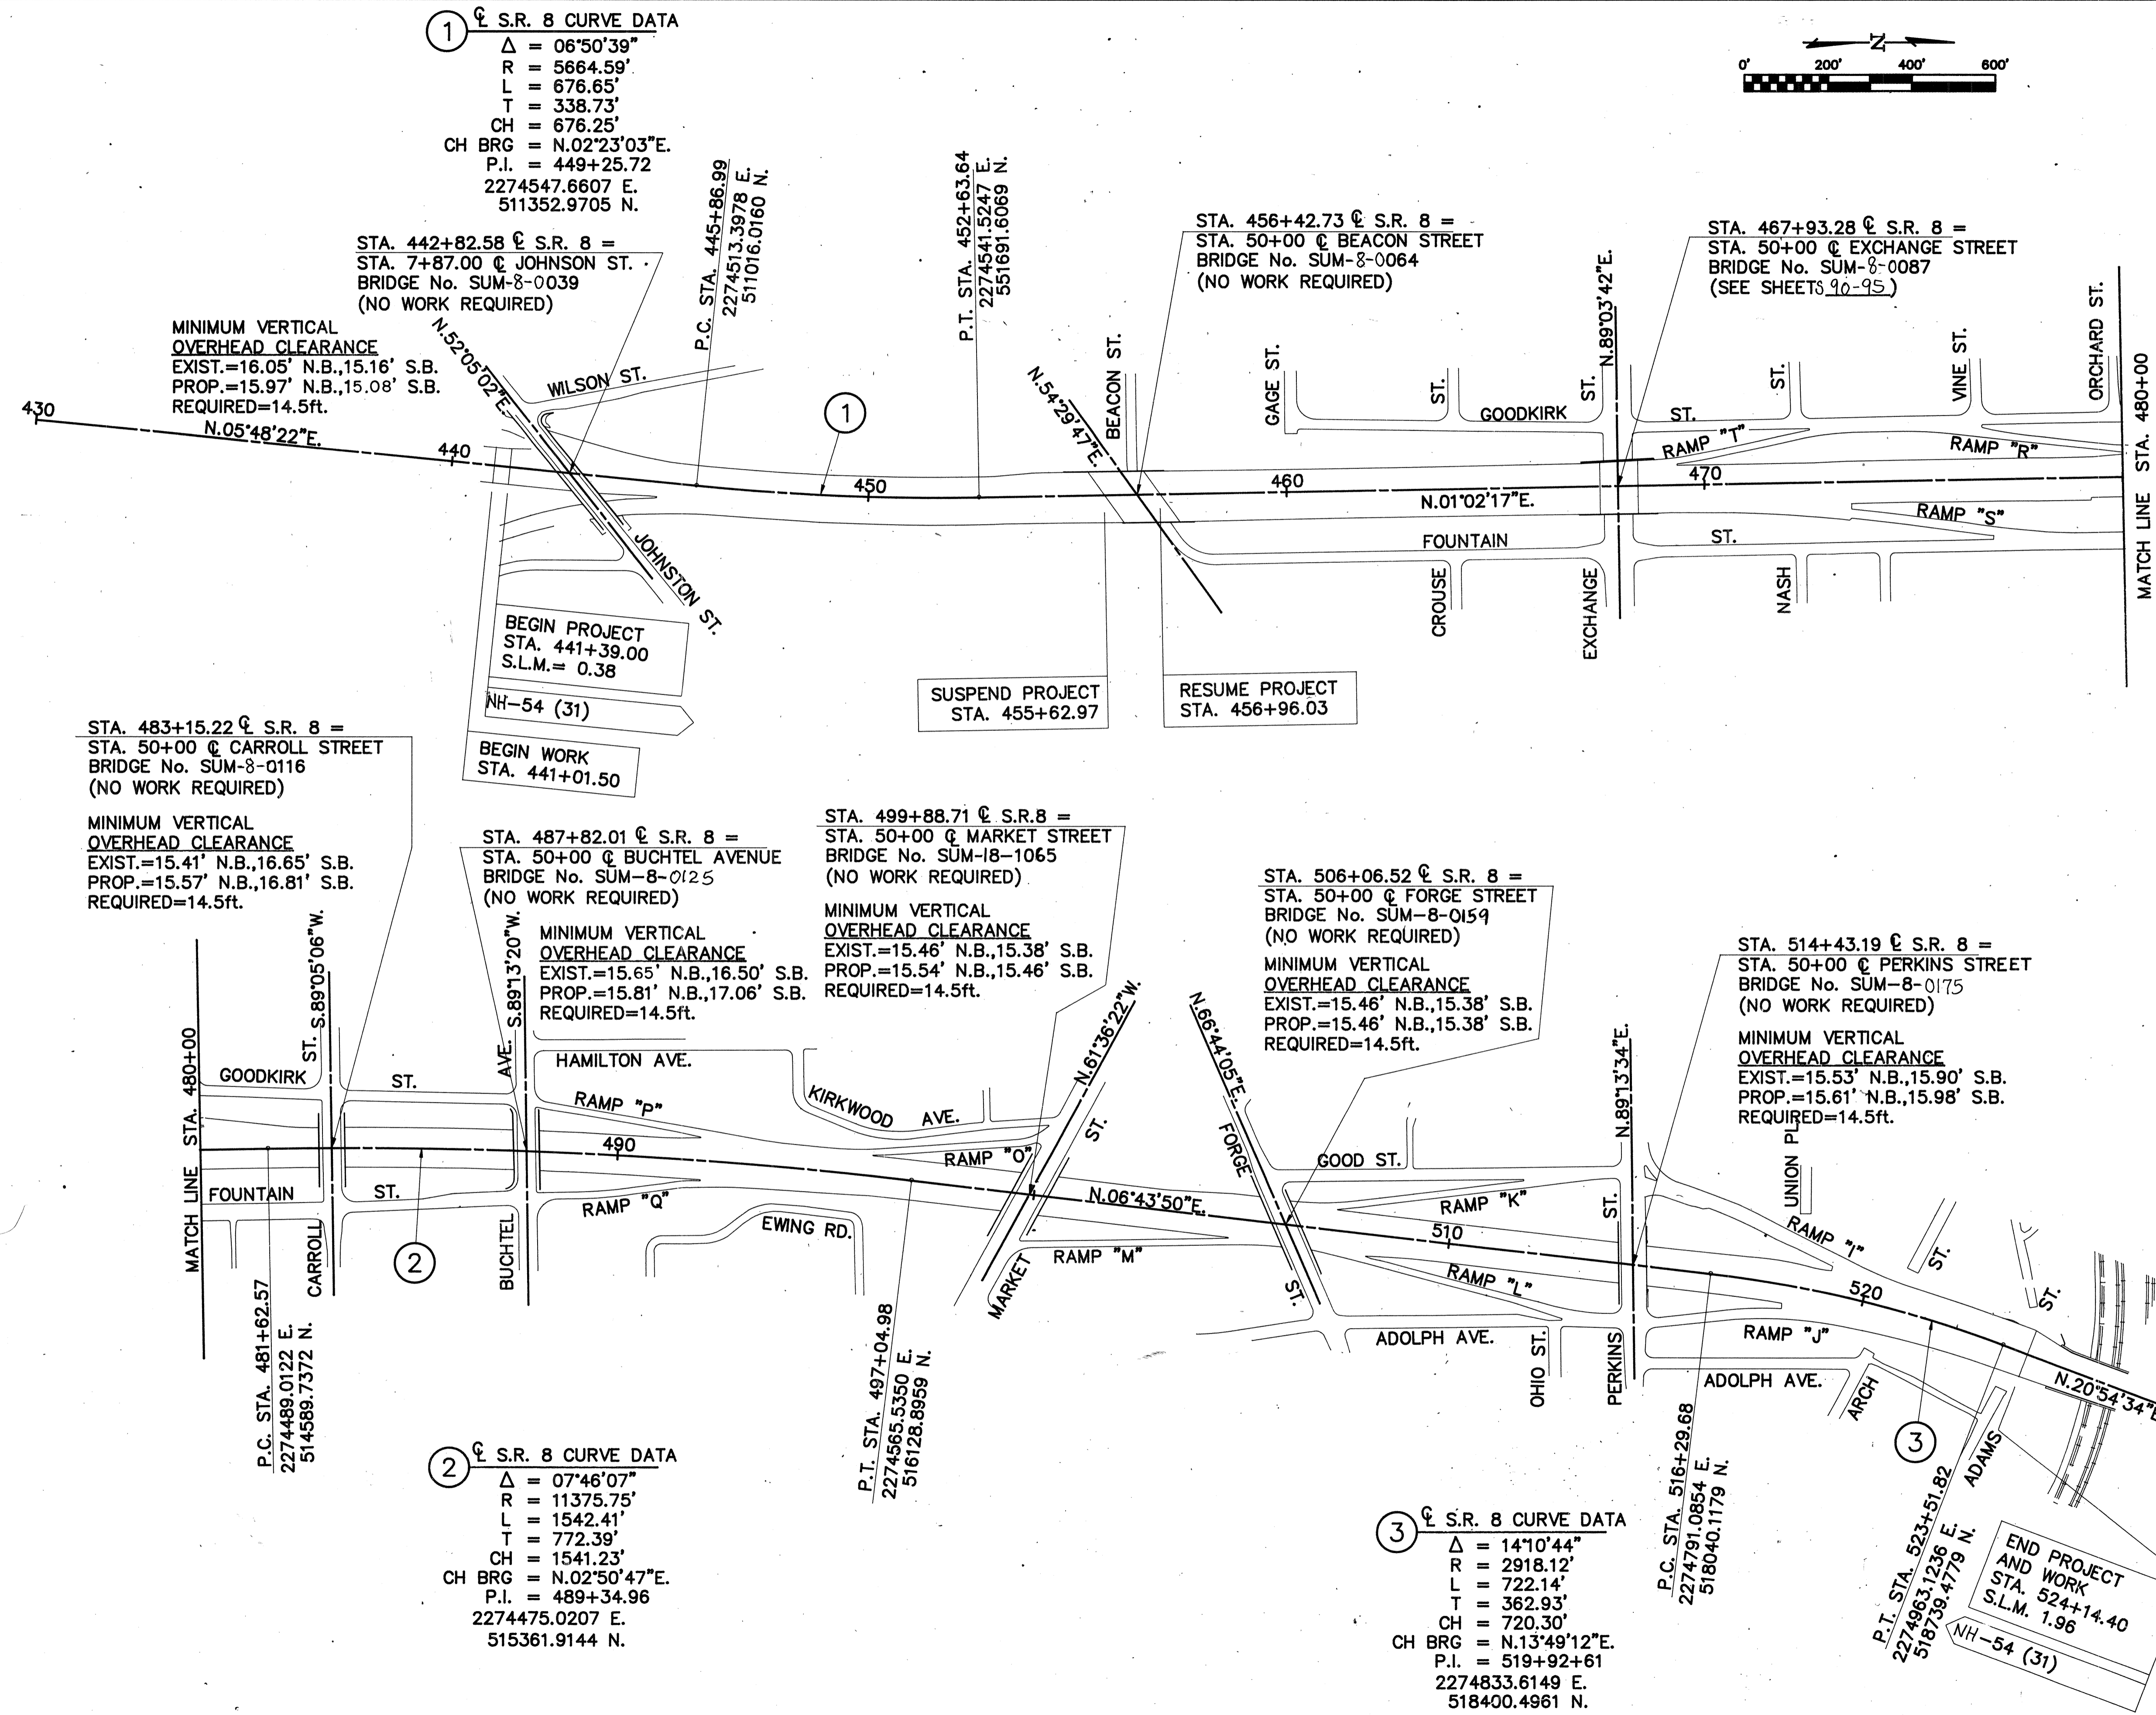 1
℄ S.R. 8 CURVE DATA
Δ = 06°50'39"
R = 5664.59'
L = 676.65'
T = 338.73'
CH = 676.25'
CH BRG = N.02°23'03"E.
P.I. = 449+25.72
2274547.6607 E.
511352.9705 N.
N
0' 200' 400' 600'
STA. 442+82.58 ℄ S.R. 8 =
STA. 7+87.00 ℄ JOHNSON ST.
BRIDGE No. SUM-8-0039
(NO WORK REQUIRED)
P.C. STA. 445+86.99
2274513.3978 E.
511016.0160 N.
P.T. STA. 452+63.64
2274541.5247 E.
551691.6069 N.
STA. 456+42.73 ℄ S.R. 8 =
STA. 50+00 ℄ BEACON STREET
BRIDGE No. SUM-8-0064
(NO WORK REQUIRED)
STA. 467+93.28 ℄ S.R. 8 =
STA. 50+00 ℄ EXCHANGE STREET
BRIDGE No. SUM-8-0087
(SEE SHEETS 90-95)
MINIMUM VERTICAL
OVERHEAD CLEARANCE
EXIST.=16.05' N.B.,15.16' S.B.
PROP.=15.97' N.B.,15.08' S.B.
REQUIRED=14.5ft.
N.52°05'02"E.
WILSON ST.
1
N.54°29'47"E.
BEACON ST.
GAGE ST.
ST.
GOODKIRK
ST.
N.89°03'42"E.
ST.
ST.
VINE ST.
ORCHARD ST.
RAMP "T"
RAMP "R"
430
N.05°48'22"E.
440
450
460
N.01°02'17"E.
470
RAMP "S"
MATCH LINE STA. 480+00
JOHNSTON ST.
FOUNTAIN
ST.
CROUSE
EXCHANGE
NASH
BEGIN PROJECT
STA. 441+39.00
S.L.M.= 0.38
NH-54 (31)
BEGIN WORK
STA. 441+01.50
SUSPEND PROJECT
STA. 455+62.97
RESUME PROJECT
STA. 456+96.03
STA. 483+15.22 ℄ S.R. 8 =
STA. 50+00 ℄ CARROLL STREET
BRIDGE No. SUM-8-0116
(NO WORK REQUIRED)
MINIMUM VERTICAL
OVERHEAD CLEARANCE
EXIST.=15.41' N.B.,16.65' S.B.
PROP.=15.57' N.B.,16.81' S.B.
REQUIRED=14.5ft.
STA. 487+82.01 ℄ S.R. 8 =
STA. 50+00 ℄ BUCHTEL AVENUE
BRIDGE No. SUM-8-0125
(NO WORK REQUIRED)
MINIMUM VERTICAL
OVERHEAD CLEARANCE
EXIST.=15.65' N.B.,16.50' S.B.
PROP.=15.81' N.B.,17.06' S.B.
REQUIRED=14.5ft.
STA. 499+88.71 ℄ S.R.8 =
STA. 50+00 ℄ MARKET STREET
BRIDGE No. SUM-18-1065
(NO WORK REQUIRED)
MINIMUM VERTICAL
OVERHEAD CLEARANCE
EXIST.=15.46' N.B.,15.38' S.B.
PROP.=15.54' N.B.,15.46' S.B.
REQUIRED=14.5ft.
STA. 506+06.52 ℄ S.R. 8 =
STA. 50+00 ℄ FORGE STREET
BRIDGE No. SUM-8-0159
(NO WORK REQUIRED)
MINIMUM VERTICAL
OVERHEAD CLEARANCE
EXIST.=15.46' N.B.,15.38' S.B.
PROP.=15.46' N.B.,15.38' S.B.
REQUIRED=14.5ft.
STA. 514+43.19 ℄ S.R. 8 =
STA. 50+00 ℄ PERKINS STREET
BRIDGE No. SUM-8-0175
(NO WORK REQUIRED)
MINIMUM VERTICAL
OVERHEAD CLEARANCE
EXIST.=15.53' N.B.,15.90' S.B.
PROP.=15.61' N.B.,15.98' S.B.
REQUIRED=14.5ft.
MATCH LINE STA. 480+00
GOODKIRK
ST.
S.89°05'06"W.
ST.
S.89°13'20"W.
AVE.
HAMILTON AVE.
RAMP "P"
KIRKWOOD AVE.
490
RAMP "O"
N.61°36'22"W.
ST.
FOUNTAIN
ST.
CARROLL
2
BUCHTEL
RAMP "Q"
EWING RD.
MARKET
N.06°43'50"E.
RAMP "M"
N.66°44'05"E.
FORGE
ST.
GOOD ST.
RAMP "K"
510
RAMP "L"
ADOLPH AVE.
OHIO ST.
N.89°13'34"E.
ST.
PERKINS
UNION PL
RAMP "I"
520
RAMP "J"
ADOLPH AVE.
ARCH
ST.
3
ADAMS
ST.
N.20°54'34"E
P.C. STA. 481+62.57
2274489.0122 E.
514589.7372 N.
P.T. STA. 497+04.98
2274565.5350 E.
516128.8959 N.
P.C. STA. 516+29.68
2274791.0854 E.
518040.1179 N.
P.T. STA. 523+51.82
2274963.1236 E.
518739.4779 N.
2
℄ S.R. 8 CURVE DATA
Δ = 07°46'07"
R = 11375.75'
L = 1542.41'
T = 772.39'
CH = 1541.23'
CH BRG = N.02°50'47"E.
P.I. = 489+34.96
2274475.0207 E.
515361.9144 N.
3
℄ S.R. 8 CURVE DATA
Δ = 14°10'44"
R = 2918.12'
L = 722.14'
T = 362.93'
CH = 720.30'
CH BRG = N.13°49'12"E.
P.I. = 519+92+61
2274833.6149 E.
518400.4961 N.
END PROJECT
AND WORK
STA. 524+14.40
S.L.M. 1.96
NH-54 (31)